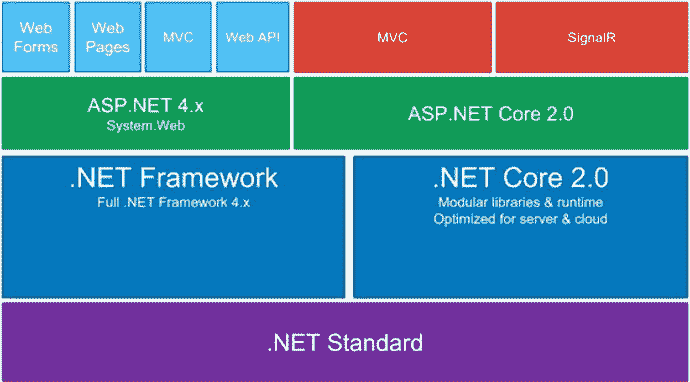 Web
Forms
Web
Pages
MVC
Web API
MVC
SignalR
ASP.NET 4.x
System.Web
ASP.NET Core 2.0
.NET Framework
Full .NET Framework 4.x
.NET Core 2.0
Modular libraries & runtime
Optimized for server & cloud
.NET Standard